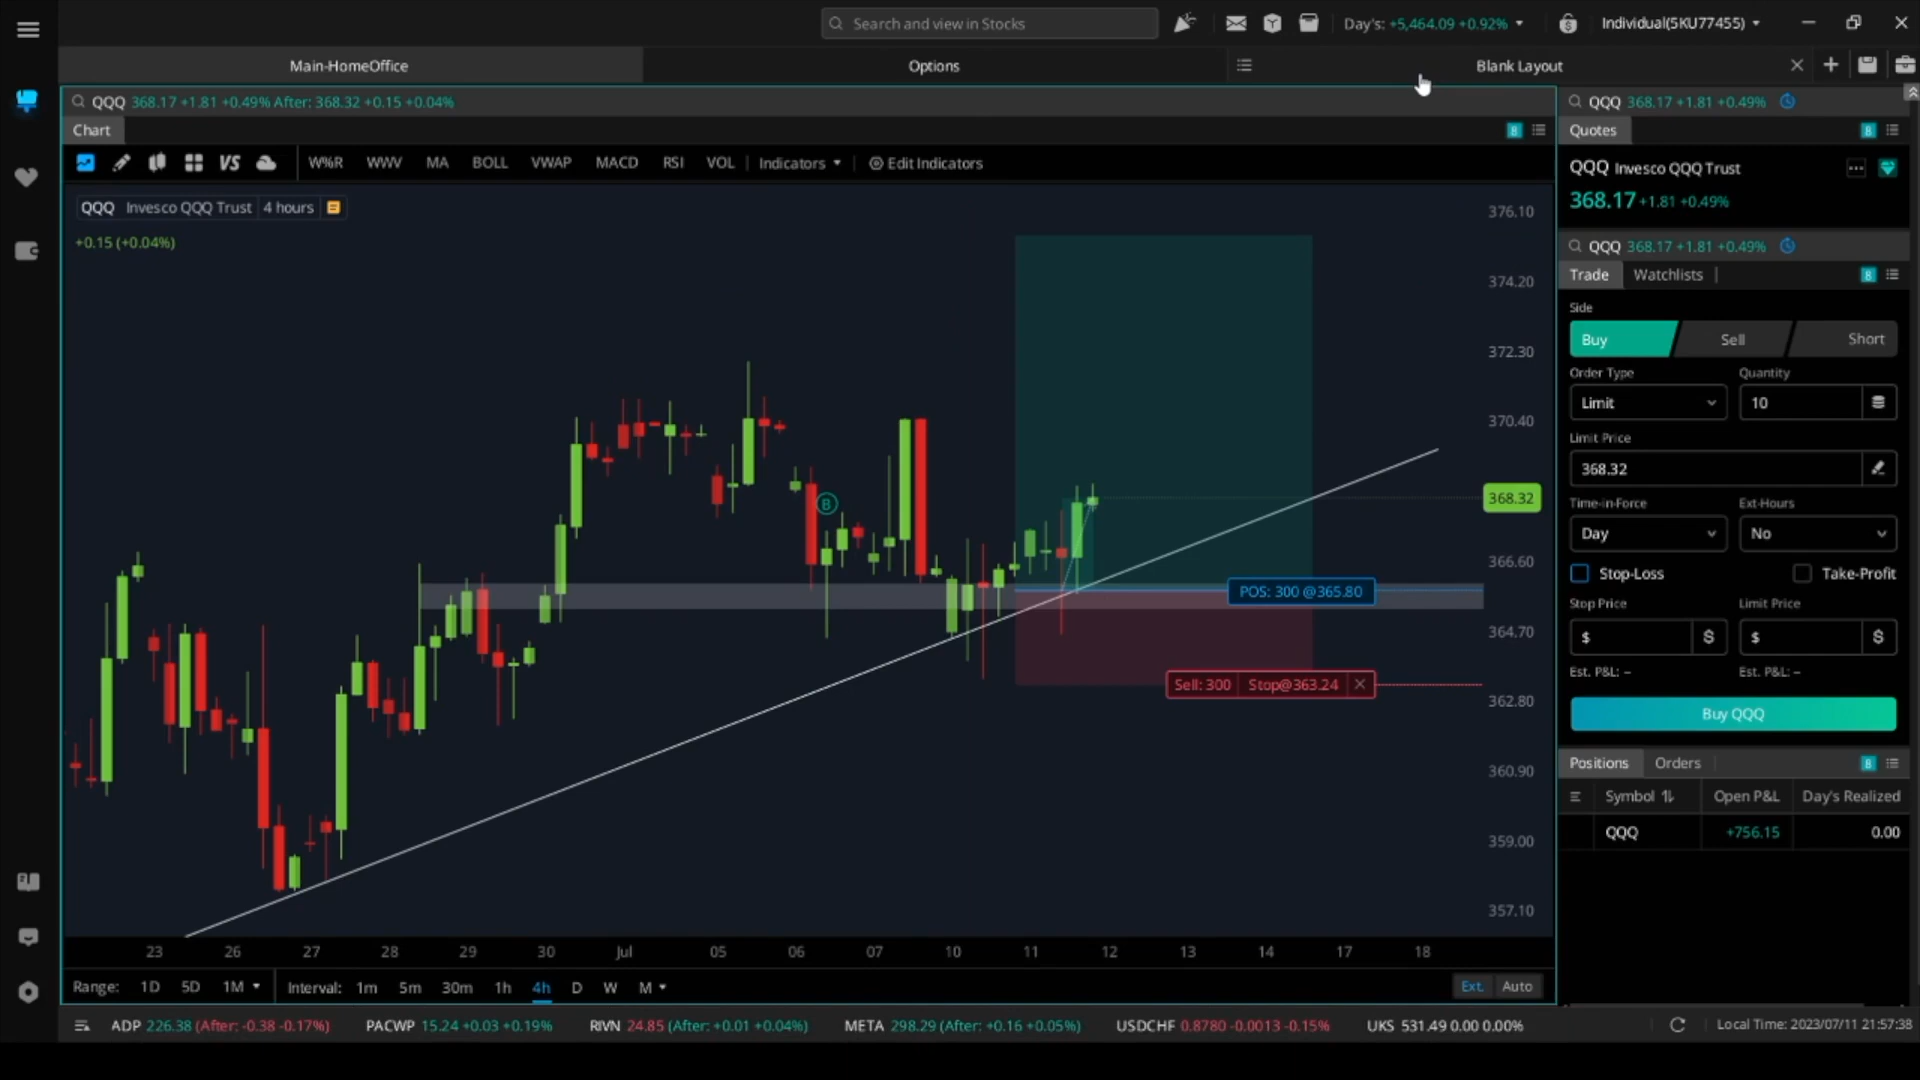 Search and view in Stocks
Day's: +5,464.09 +0.92%
Individual(5KU77455)
Main-HomeOffice
Options
Blank Layout
QQQ 368.17 +1.81 +0.49% After: 368.32 +0.15 +0.04%
Chart
8
W%R WWV MA BOLL VWAP MACD RSI VOL Indicators Edit Indicators
VS
QQQ Invesco QQQ Trust 4 hours
+0.15 (+0.04%)
376.10
374.20
372.30
370.40
368.32
366.60
364.70
362.80
360.90
359.00
357.10
B
POS: 300 @365.80
Sell: 300 Stop@363.24
23 26 27 28 29 30 Jul 05 06 07 10 11 12 13 14 17 18
Range: 1D 5D 1M Interval: 1m 5m 30m 1h 4h D W M
Ext. Auto
QQQ 368.17 +1.81 +0.49%
Quotes
8
QQQ Invesco QQQ Trust
368.17 +1.81 +0.49%
QQQ 368.17 +1.81 +0.49%
Trade Watchlists
8
Side
Buy Sell Short
Order Type Quantity
Limit 10
Limit Price
368.32
Time-in-Force Ext-Hours
Day No
Stop-Loss Take-Profit
Stop Price Limit Price
$ $ $ $
Est. P&L: – Est. P&L: –
Buy QQQ
Positions Orders
8
Symbol Open P&L Day's Realized
QQQ +756.15 0.00
ADP 226.38 (After: -0.38 -0.17%) PACWP 15.24 +0.03 +0.19% RIVN 24.85 (After: +0.01 +0.04%) META 298.29 (After: +0.16 +0.05%) USDCHF 0.8780 -0.0013 -0.15% UKS 531.49 0.00 0.00%
Local Time: 2023/07/11 21:57:38